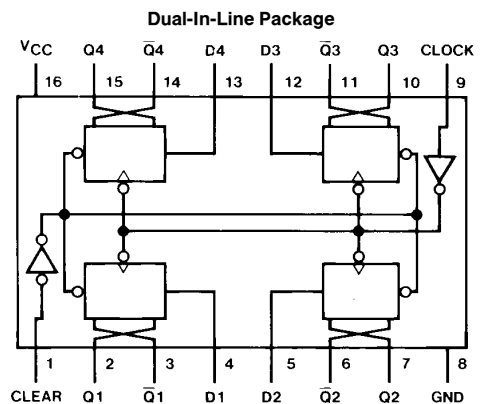 Dual-In-Line Package
VCC Q4 Q̅4 D4 D3 Q̅3 Q3 CLOCK
16 15 14 13 12 11 10 9
1 2 3 4 5 6 7 8
CLEAR Q1 Q̅1 D1 D2 Q̅2 Q2 GND